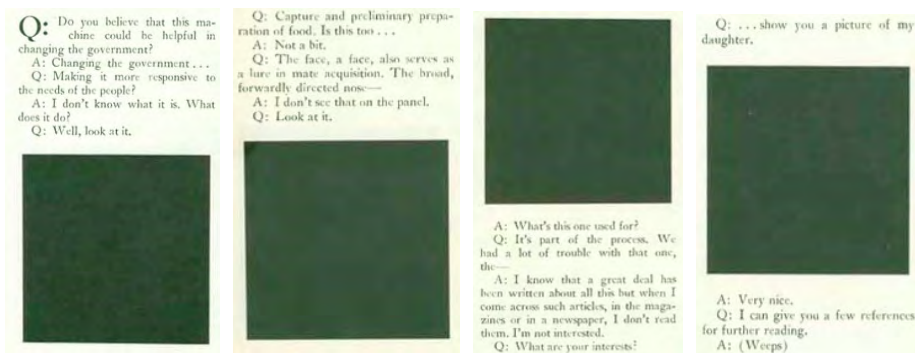 Q: Do you believe that this ma-
chine could be helpful in
changing the government?
A: Changing the government . . .
Q: Making it more responsive to
the needs of the people?
A: I don't know what it is. What
does it do?
Q: Well, look at it.
Q: Capture and preliminary prepa-
ration of food. Is this too . . .
A: Not a bit.
Q: The face, a face, also serves as
a lure in mate acquisition. The broad,
forwardly directed nose—
A: I don't see that on the panel.
Q: Look at it.
A: What's this one used for?
Q: It's part of the process. We
had a lot of trouble with that one,
the—
A: I know that a great deal has
been written about all this but when I
come across such articles, in the maga-
zines or in a newspaper, I don't read
them. I'm not interested.
Q: What are your interests?
Q: . . . show you a picture of my
daughter.
A: Very nice.
Q: I can give you a few references
for further reading.
A: (Weeps)